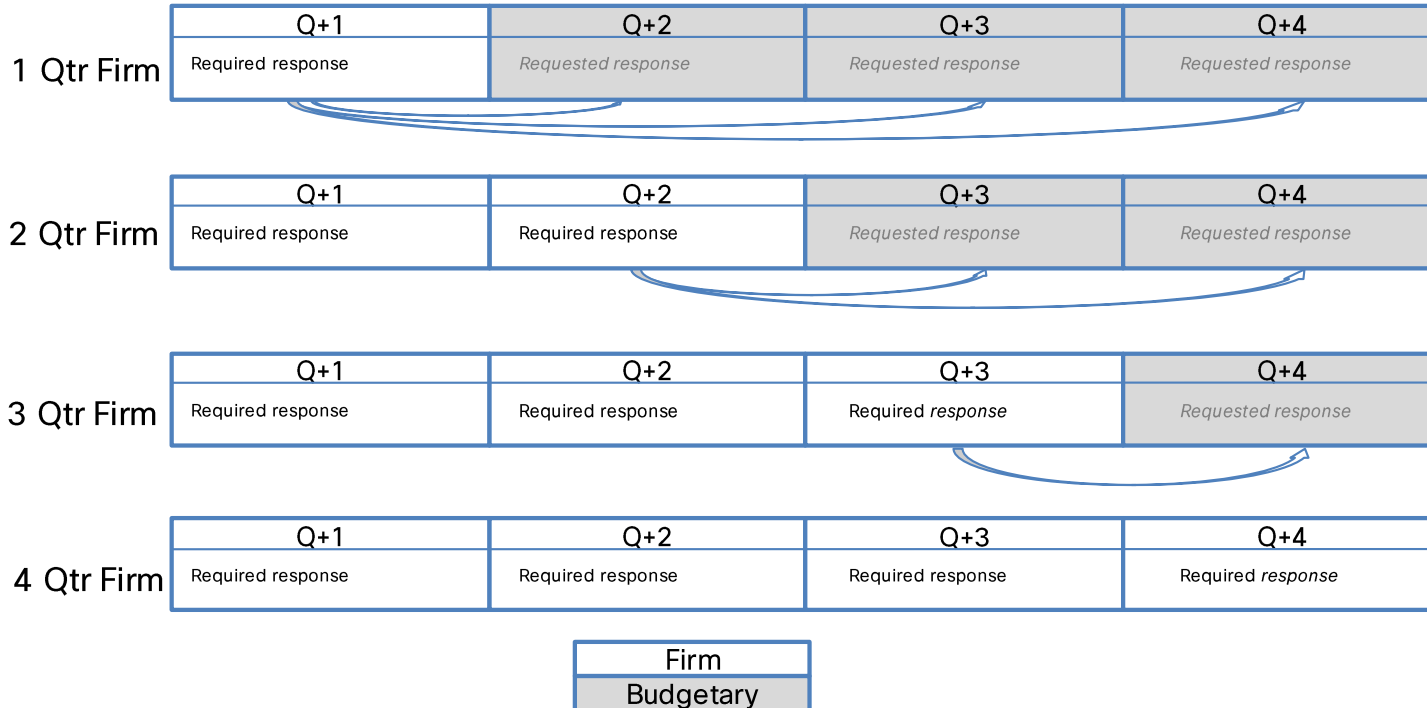 Q+1 Q+2 Q+3 Q+4
1 Qtr Firm Required response Requested response Requested response Requested response
Q+1 Q+2 Q+3 Q+4
2 Qtr Firm Required response Required response Requested response Requested response
Q+1 Q+2 Q+3 Q+4
3 Qtr Firm Required response Required response Required response Requested response
Q+1 Q+2 Q+3 Q+4
4 Qtr Firm Required response Required response Required response Required response
Firm
Budgetary